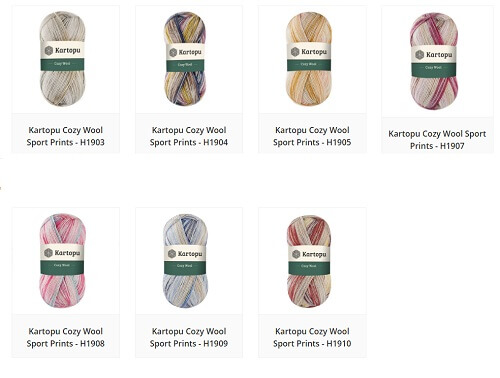 Kartopu
Cozy Wool
Kartopu Cozy Wool
Sport Prints - H1903
Kartopu
Cozy Wool
Kartopu Cozy Wool
Sport Prints - H1904
Kartopu
Cozy Wool
Kartopu Cozy Wool
Sport Prints - H1905
Kartopu
Cozy Wool
Kartopu Cozy Wool Sport
Prints - H1907
Kartopu
Cozy Wool
Kartopu Cozy Wool
Sport Prints - H1908
Kartopu
Cozy Wool
Kartopu Cozy Wool
Sport Prints - H1909
Kartopu
Cozy Wool
Kartopu Cozy Wool
Sport Prints - H1910